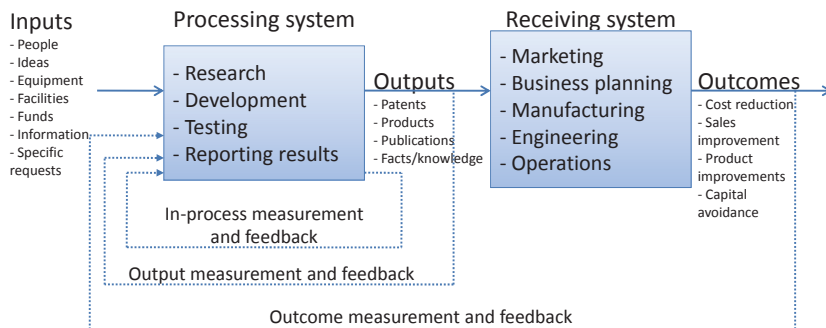 Inputs
- People
- Ideas
- Equipment
- Facilities
- Funds
- Information
- Specific
requests
Processing system
- Research
- Development
- Testing
- Reporting results
Outputs
- Patents
- Products
- Publications
- Facts/knowledge
Receiving system
- Marketing
- Business planning
- Manufacturing
- Engineering
- Operations
Outcomes
- Cost reduction
- Sales
improvement
- Product
improvements
- Capital
avoidance
In-process measurement
and feedback
Output measurement and feedback
Outcome measurement and feedback